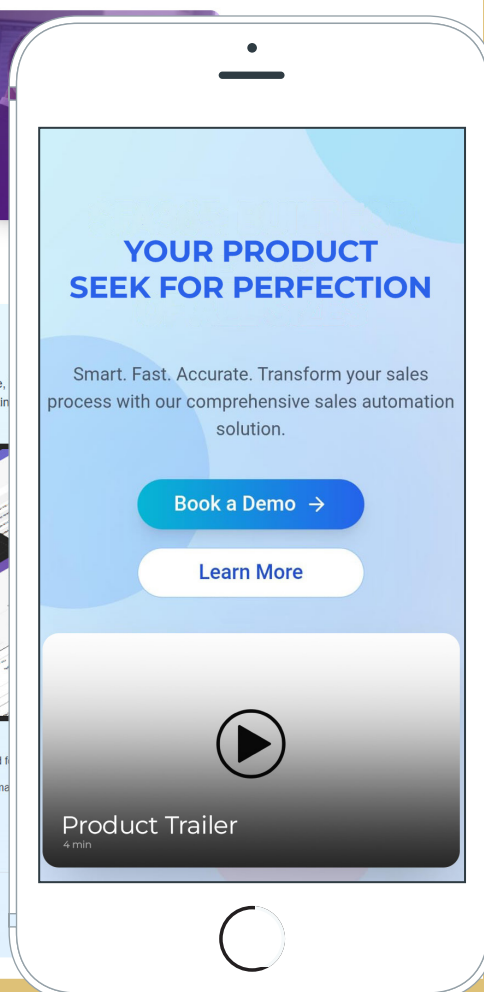 YOUR PRODUCT
SEEK FOR PERFECTION
Smart. Fast. Accurate. Transform your sales
process with our comprehensive sales automation
solution.
Book a Demo →
Learn More
Product Trailer
4 min